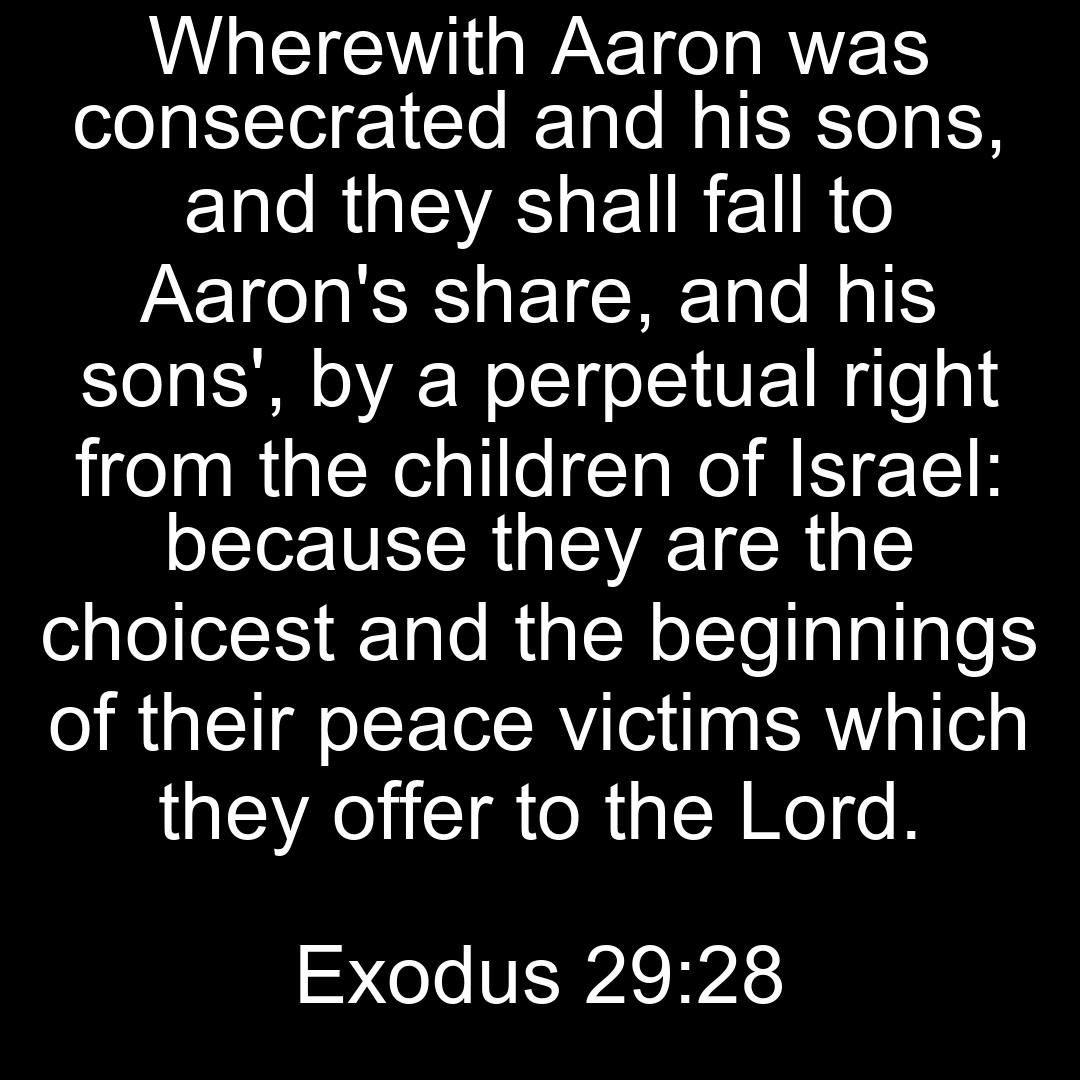 Wherewith Aaron was
consecrated and his sons,
and they shall fall to
Aaron's share, and his
sons', by a perpetual right
from the children of Israel:
because they are the
choicest and the beginnings
of their peace victims which
they offer to the Lord.
Exodus 29:28